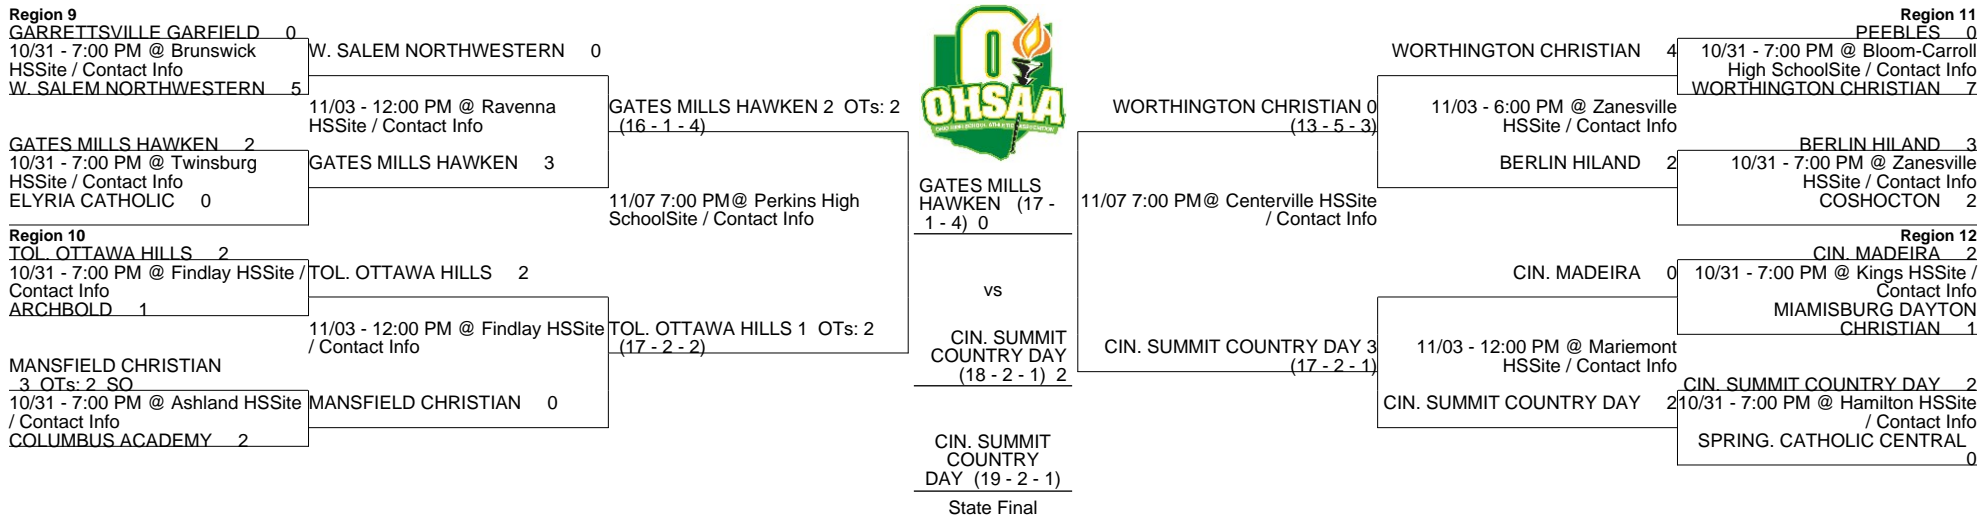 Region 9
GARRETTSVILLE GARFIELD 0
10/31 - 7:00 PM @ Brunswick
HSSite / Contact Info
W. SALEM NORTHWESTERN 5
GATES MILLS HAWKEN 2
10/31 - 7:00 PM @ Twinsburg
HSSite / Contact Info
ELYRIA CATHOLIC 0
Region 10
TOL. OTTAWA HILLS 2
10/31 - 7:00 PM @ Findlay HSSite /
Contact Info
ARCHBOLD 1
MANSFIELD CHRISTIAN
3 OTs: 2 SO
10/31 - 7:00 PM @ Ashland HSSite
/ Contact Info
COLUMBUS ACADEMY 2
W. SALEM NORTHWESTERN 0
11/03 - 12:00 PM @ Ravenna
HSSite / Contact Info
GATES MILLS HAWKEN 3
TOL. OTTAWA HILLS 2
11/03 - 12:00 PM @ Findlay HSSite
/ Contact Info
MANSFIELD CHRISTIAN 0
GATES MILLS HAWKEN 2 OTs: 2
(16 - 1 - 4)
11/07 7:00 PM@ Perkins High
SchoolSite / Contact Info
TOL. OTTAWA HILLS 1 OTs: 2
(17 - 2 - 2)
OHSAA
GATES MILLS
HAWKEN (17 -
1 - 4) 0
vs
CIN. SUMMIT
COUNTRY DAY
(18 - 2 - 1) 2
CIN. SUMMIT
COUNTRY
DAY (19 - 2 - 1)
State Final
WORTHINGTON CHRISTIAN 0
(13 - 5 - 3)
11/07 7:00 PM@ Centerville HSSite
/ Contact Info
CIN. SUMMIT COUNTRY DAY 3
(17 - 2 - 1)
WORTHINGTON CHRISTIAN 4
11/03 - 6:00 PM @ Zanesville
HSSite / Contact Info
BERLIN HILAND 2
CIN. MADEIRA 0
11/03 - 12:00 PM @ Mariemont
HSSite / Contact Info
CIN. SUMMIT COUNTRY DAY 2
Region 11
PEEBLES 0
10/31 - 7:00 PM @ Bloom-Carroll
High SchoolSite / Contact Info
WORTHINGTON CHRISTIAN 7
BERLIN HILAND 3
10/31 - 7:00 PM @ Zanesville
HSSite / Contact Info
COSHOCTON 2
Region 12
CIN. MADEIRA 2
10/31 - 7:00 PM @ Kings HSSite /
Contact Info
MIAMISBURG DAYTON
CHRISTIAN 1
CIN. SUMMIT COUNTRY DAY 2
10/31 - 7:00 PM @ Hamilton HSSite
/ Contact Info
SPRING. CATHOLIC CENTRAL
0